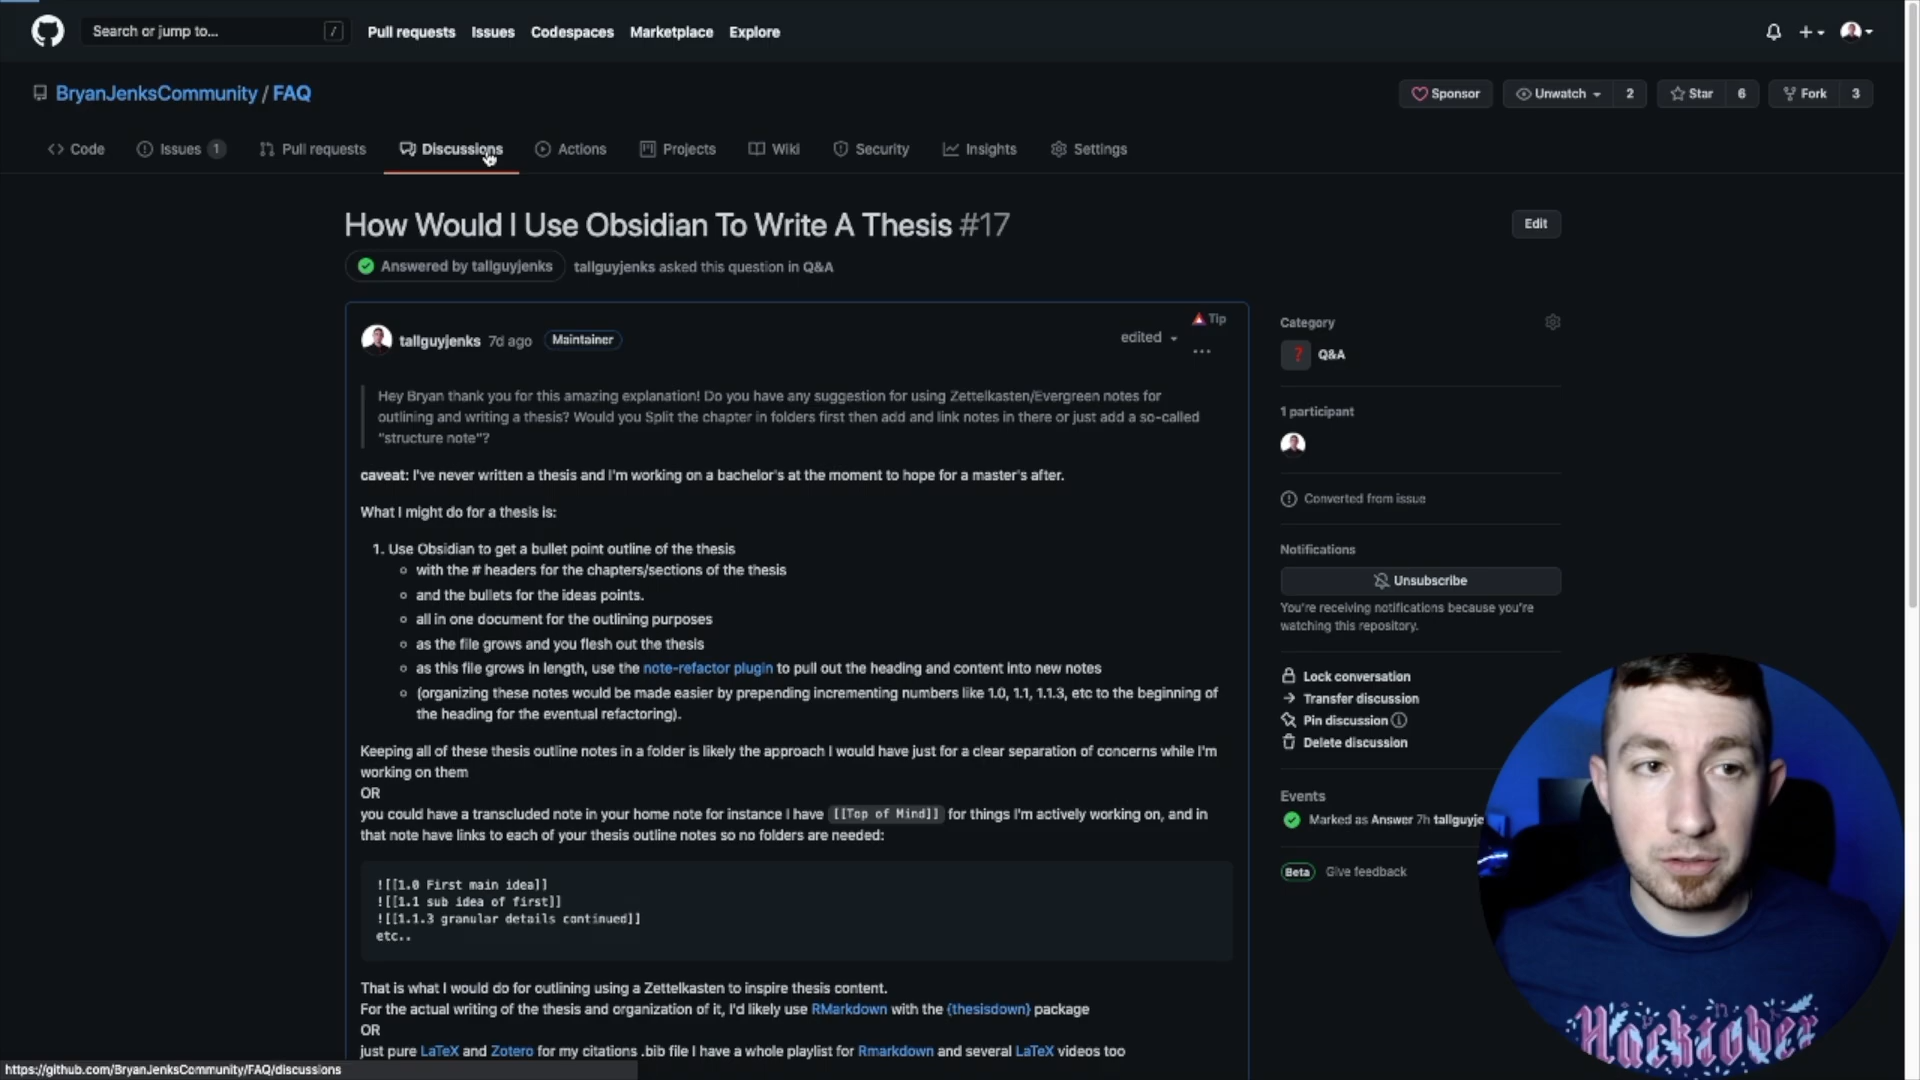 Search or jump to... /
Pull requests Issues Codespaces Marketplace Explore
BryanJenksCommunity / FAQ
Sponsor Unwatch 2 Star 6 Fork 3
Code Issues 1 Pull requests Discussions Actions Projects Wiki Security Insights Settings
How Would I Use Obsidian To Write A Thesis #17
Edit
Answered by tallguyjenks tallguyjenks asked this question in Q&A
Tip
tallguyjenks 7d ago Maintainer edited
Hey Bryan thank you for this amazing explanation! Do you have any suggestion for using Zettelkasten/Evergreen notes for
outlining and writing a thesis? Would you Split the chapter in folders first then add and link notes in there or just add a so-called
"structure note"?
caveat: I've never written a thesis and I'm working on a bachelor's at the moment to hope for a master's after.
What I might do for a thesis is:
1. Use Obsidian to get a bullet point outline of the thesis
with the # headers for the chapters/sections of the thesis
and the bullets for the ideas points.
all in one document for the outlining purposes
as the file grows and you flesh out the thesis
as this file grows in length, use the note-refactor plugin to pull out the heading and content into new notes
(organizing these notes would be made easier by prepending incrementing numbers like 1.0, 1.1, 1.1.3, etc to the beginning of
the heading for the eventual refactoring).
Keeping all of these thesis outline notes in a folder is likely the approach I would have just for a clear separation of concerns while I'm
working on them
OR
you could have a transcluded note in your home note for instance I have [[Top of Mind]] for things I'm actively working on, and in
that note have links to each of your thesis outline notes so no folders are needed:
![[1.0 First main idea]]
![[1.1 sub idea of first]]
![[1.1.3 granular details continued]]
etc..
That is what I would do for outlining using a Zettelkasten to inspire thesis content.
For the actual writing of the thesis and organization of it, I'd likely use RMarkdown with the {thesisdown} package
OR
just pure LaTeX and Zotero for my citations .bib file I have a whole playlist for Rmarkdown and several LaTeX videos too
Category
Q&A
1 participant
Converted from issue
Notifications
Unsubscribe
You're receiving notifications because you're
watching this repository.
Lock conversation
Transfer discussion
Pin discussion
Delete discussion
Events
Marked as Answer 7h tallguyje
Beta Give feedback
Hacktober
https://github.com/BryanJenksCommunity/FAQ/discussions